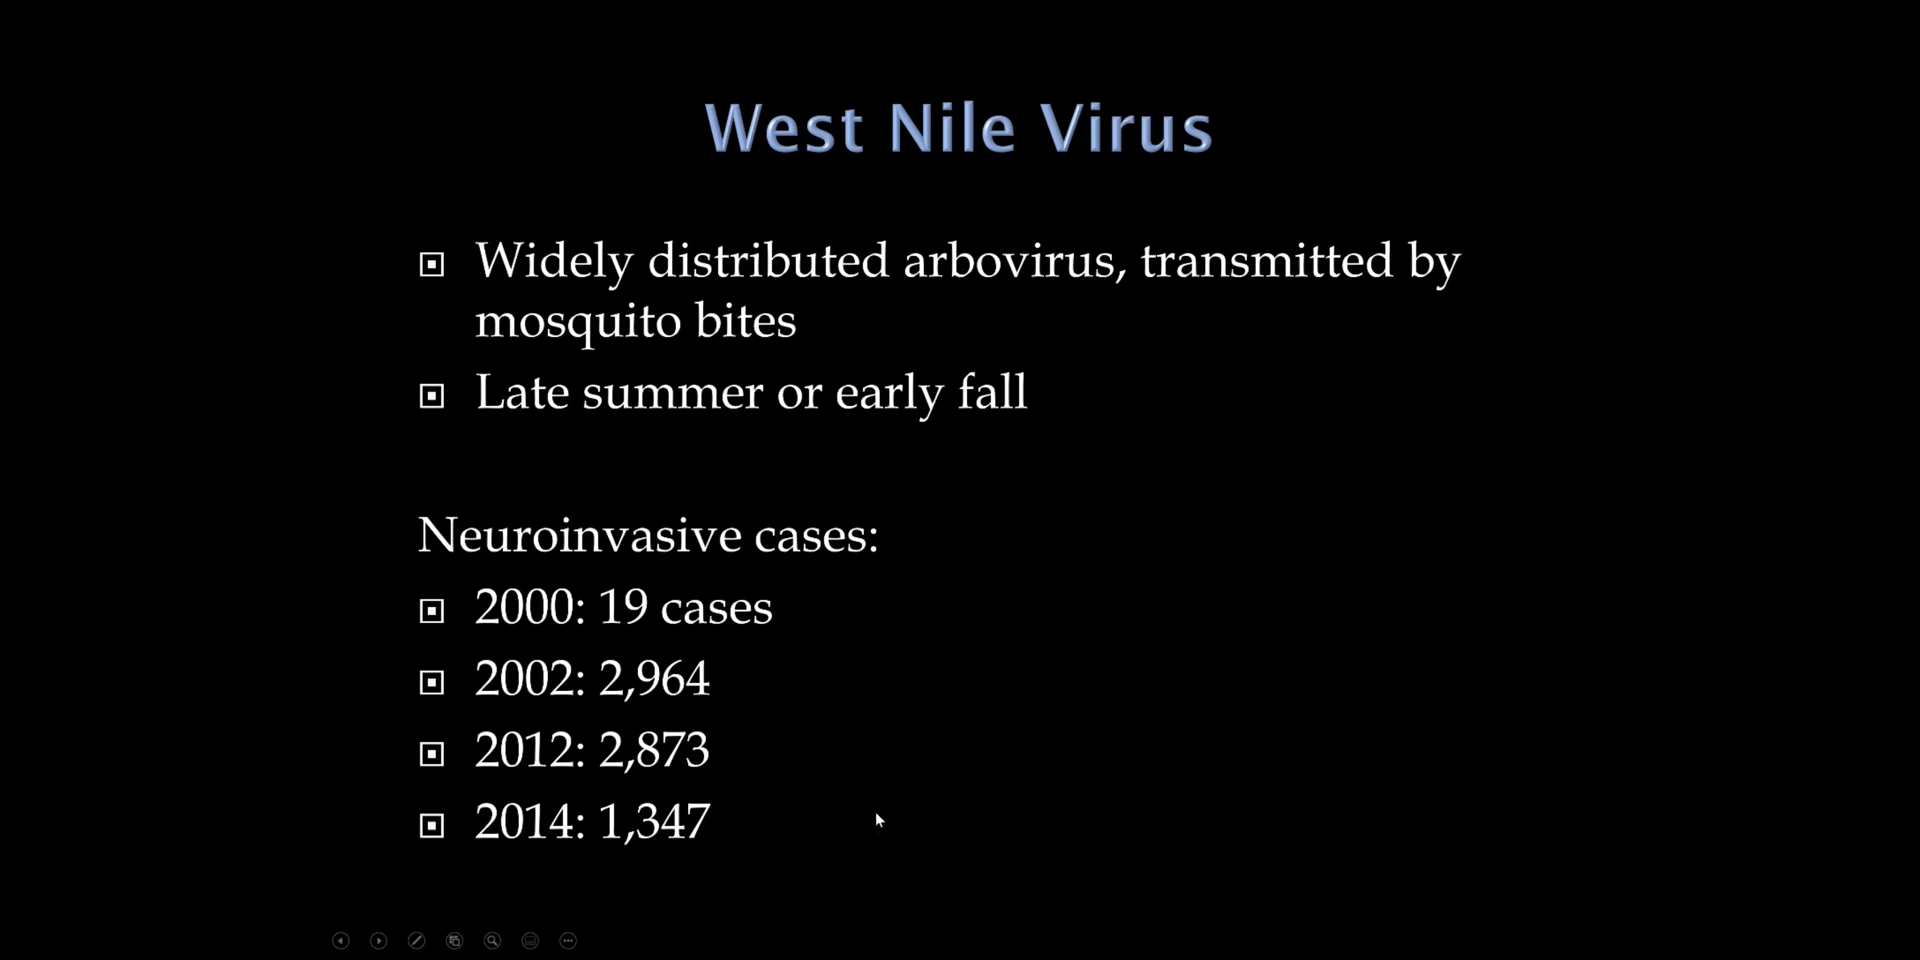 West Nile Virus
Widely distributed arbovirus, transmitted by
mosquito bites
Late summer or early fall
Neuroinvasive cases:
2000: 19 cases
2002: 2,964
2012: 2,873
2014: 1,347